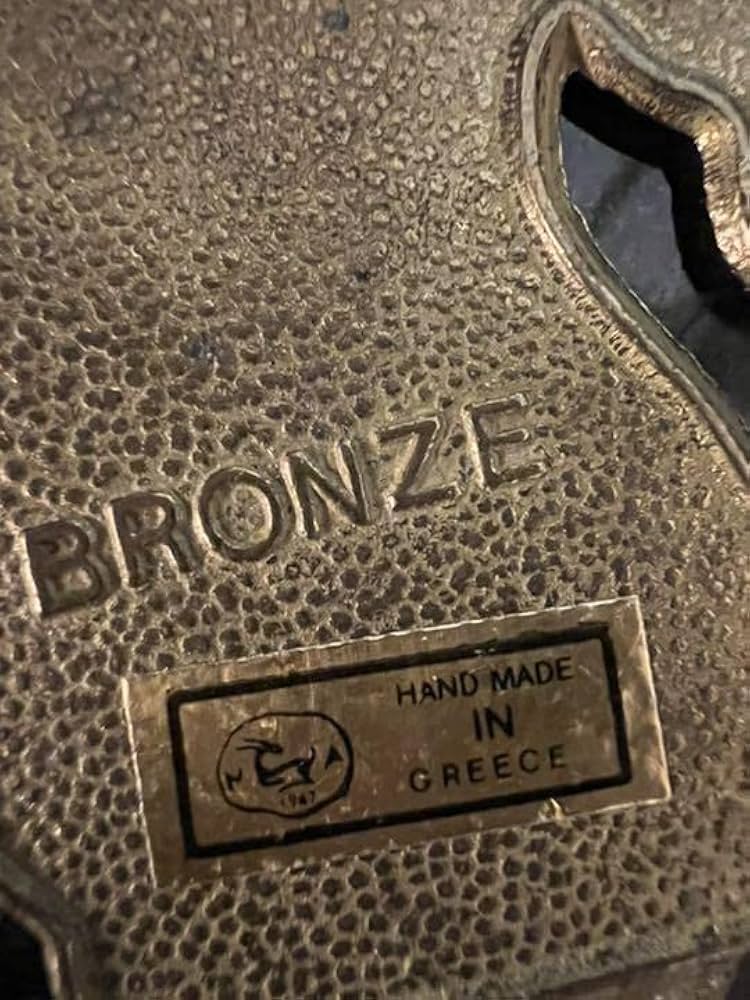 BRONZE
HAND MADE
IN
GREECE
N A
1947